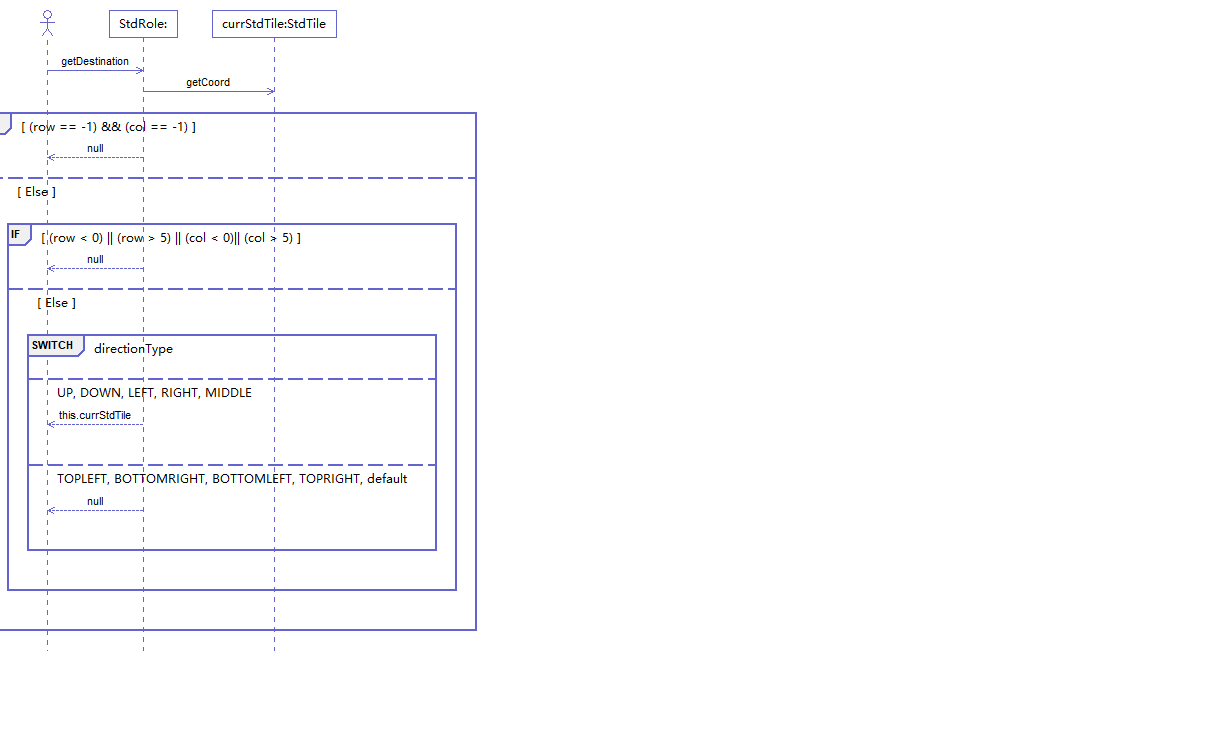 StdRole:
currStdTile:StdTile
getDestination
getCoord
[ (row == -1) && (col == -1) ]
null
[ Else ]
IF
[ (row < 0) || (row > 5) || (col < 0)|| (col > 5) ]
null
[ Else ]
SWITCH
directionType
UP, DOWN, LEFT, RIGHT, MIDDLE
this.currStdTile
TOPLEFT, BOTTOMRIGHT, BOTTOMLEFT, TOPRIGHT, default
null